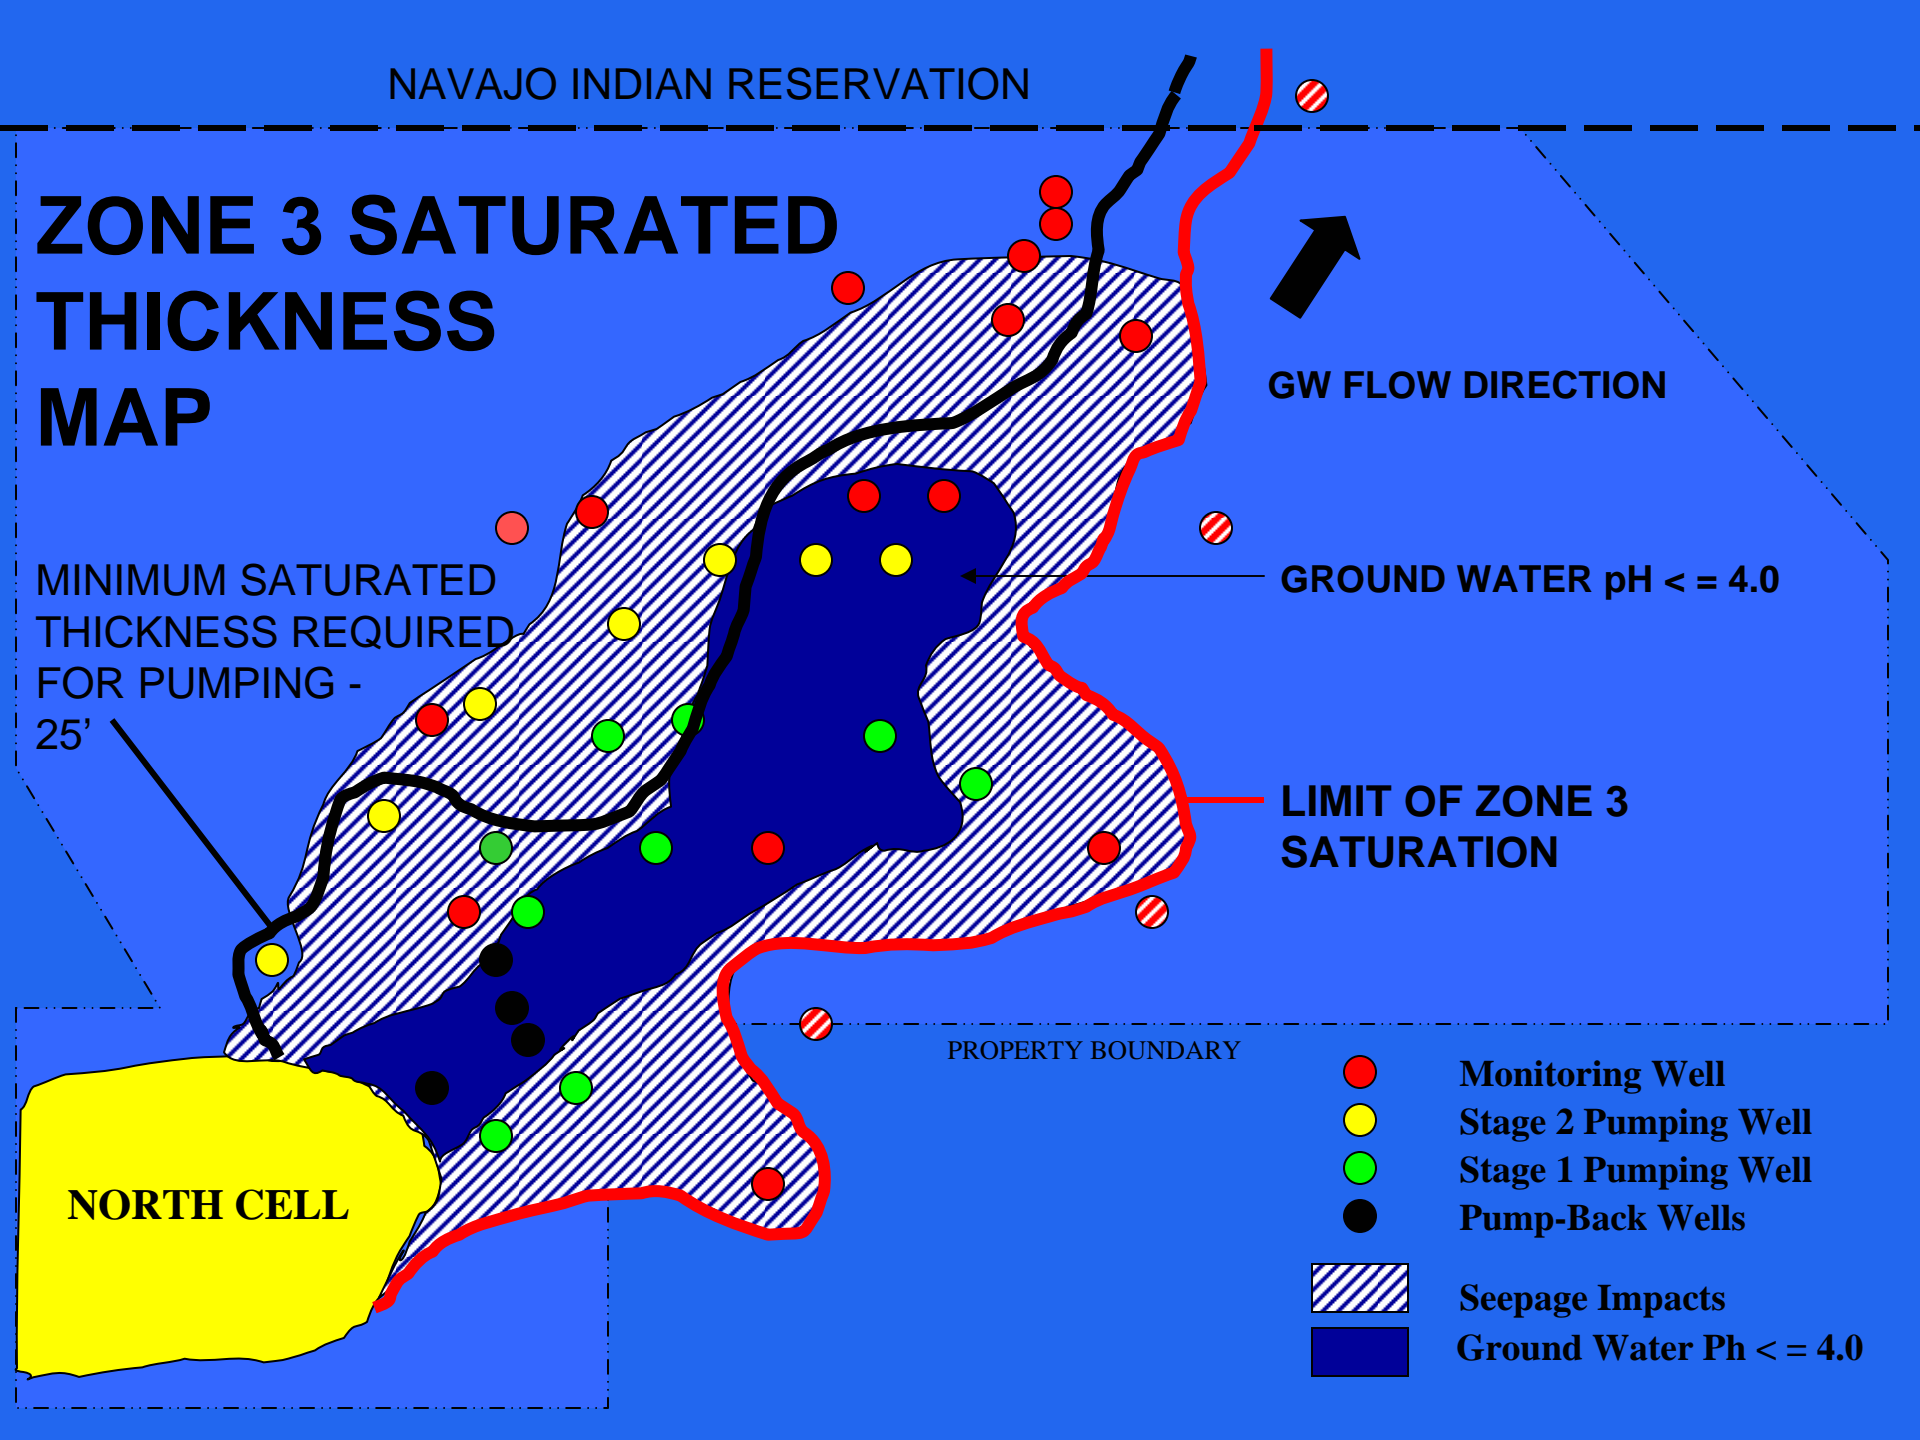 NAVAJO INDIAN RESERVATION
ZONE 3 SATURATED
THICKNESS
MAP
GW FLOW DIRECTION
MINIMUM SATURATED
THICKNESS REQUIRED
FOR PUMPING -
25’
GROUND WATER pH < = 4.0
LIMIT OF ZONE 3
SATURATION
PROPERTY BOUNDARY
NORTH CELL
Monitoring Well
Stage 2 Pumping Well
Stage 1 Pumping Well
Pump-Back Wells
Seepage Impacts
Ground Water Ph < = 4.0